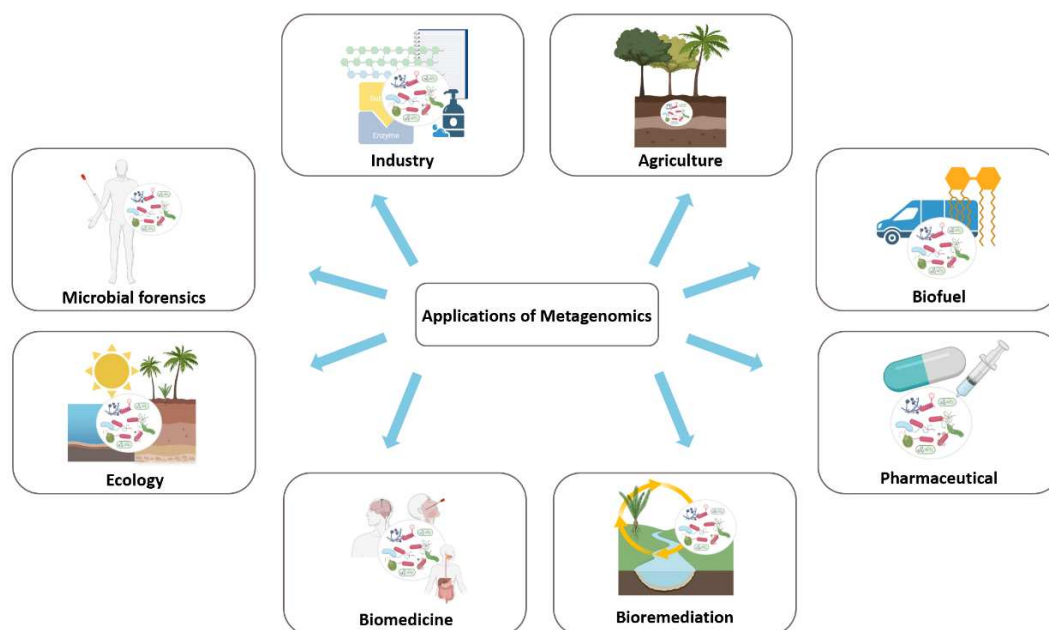 Industry
Enzyme
Agriculture
Microbial forensics
Biofuel
Applications of Metagenomics
Ecology
Pharmaceutical
Biomedicine
Bioremediation